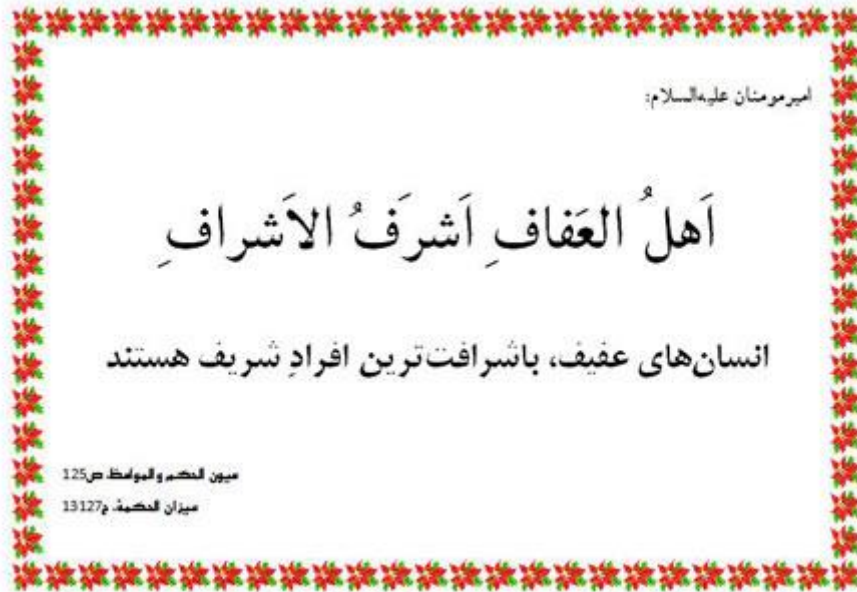 امیرمومنان علیه‌السلام:
اَهلُ العَفافِ اَشرَفُ الاَشرافِ
انسان‌های عفیف، باشرافت‌ترین افرادِ شریف هستند
عیون الحکم و المواعظ، ص125
میزان الحکمة، ح13127